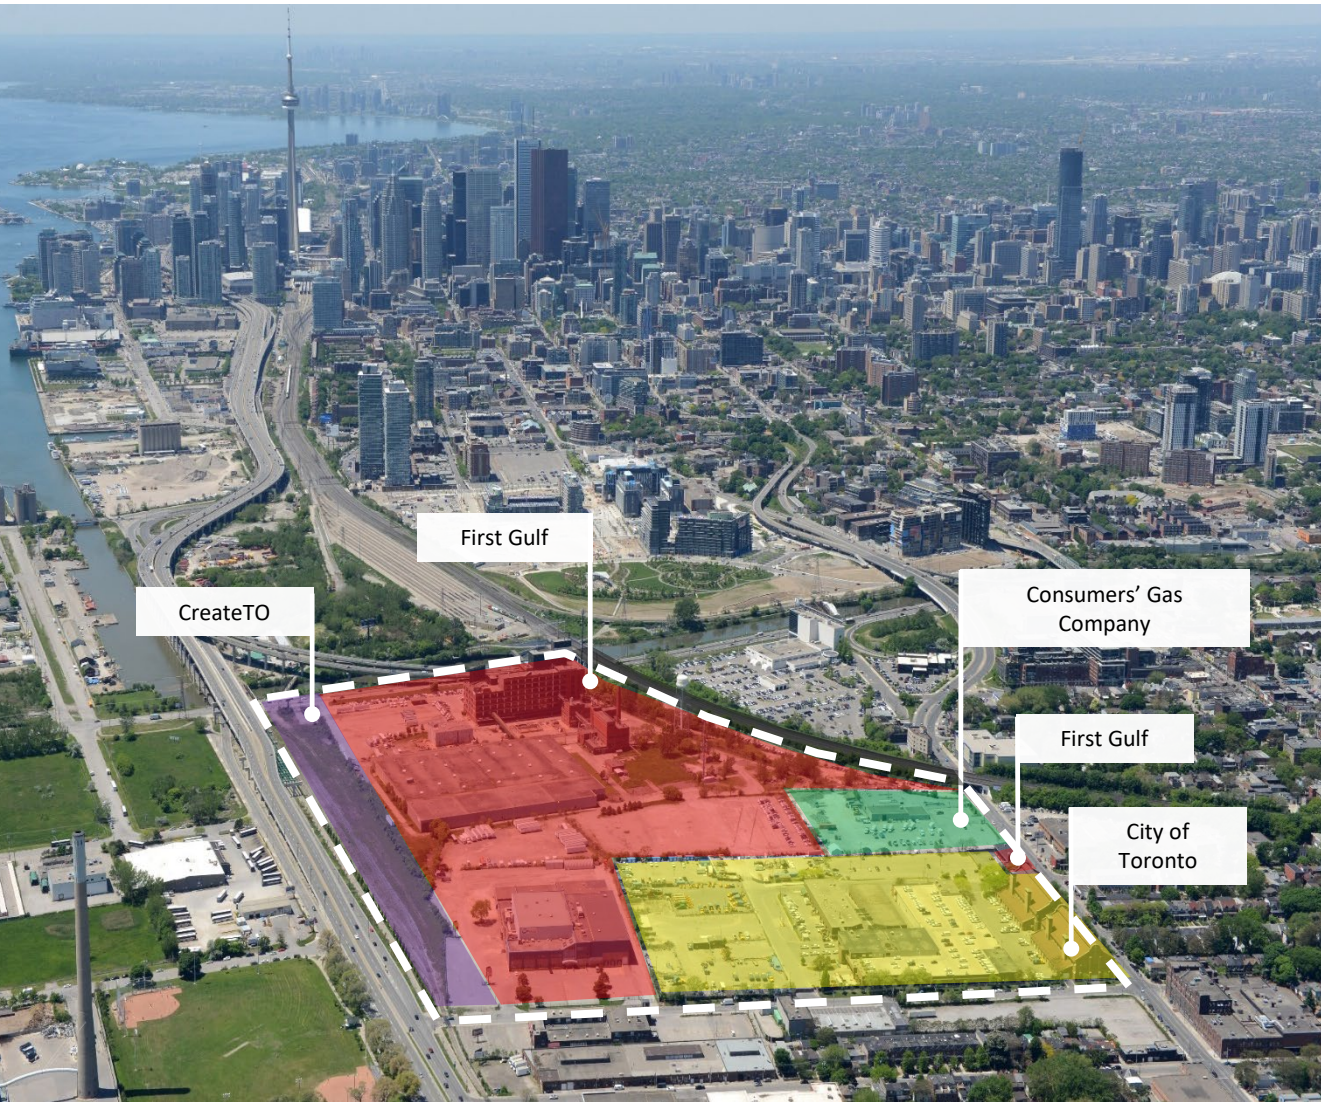 First Gulf
CreateTO
Consumers’ Gas
Company
First Gulf
City of
Toronto